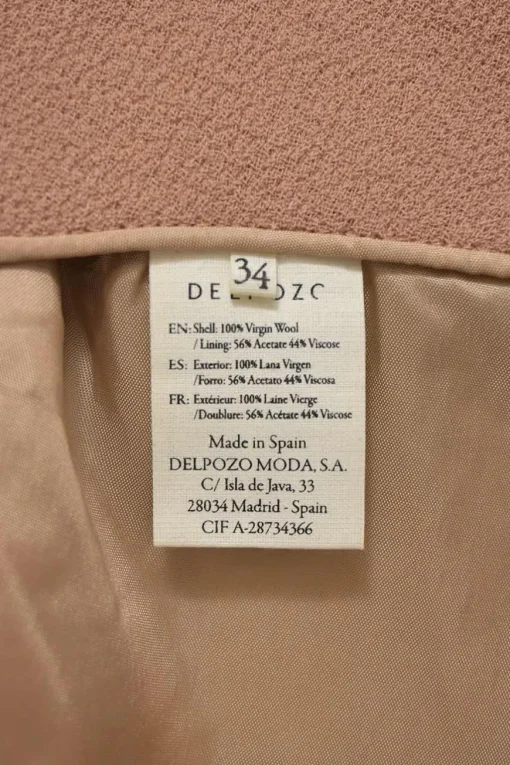 34
DELPOZO
EN: Shell: 100% Virgin Wool
/Lining: 56% Acetate 44% Viscose
ES: Exterior: 100% Lana Virgen
/Forro: 56% Acetato 44% Viscosa
FR: Extérieur: 100% Laine Vierge
/Doublure: 56% Acétate 44% Viscose
Made in Spain
DELPOZO MODA, S.A.
C/ Isla de Java, 33
28034 Madrid - Spain
CIF A-28734366